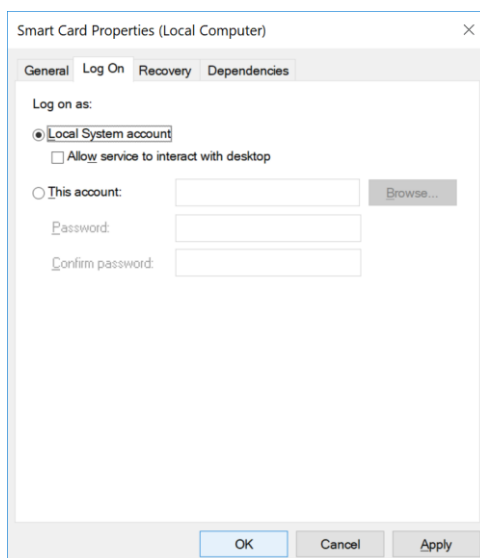 Smart Card Properties (Local Computer)
General Log On Recovery Dependencies
Log on as:
Local System account
Allow service to interact with desktop
This account:
Browse...
Password:
Confirm password:
OK Cancel Apply